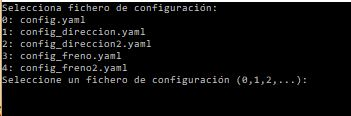 Selecciona fichero de configuración:
0: config.yaml
1: config_direccion.yaml
2: config_direccion2.yaml
3: config_freno.yaml
4: config_freno2.yaml
Seleccione un fichero de configuración (0,1,2,...):